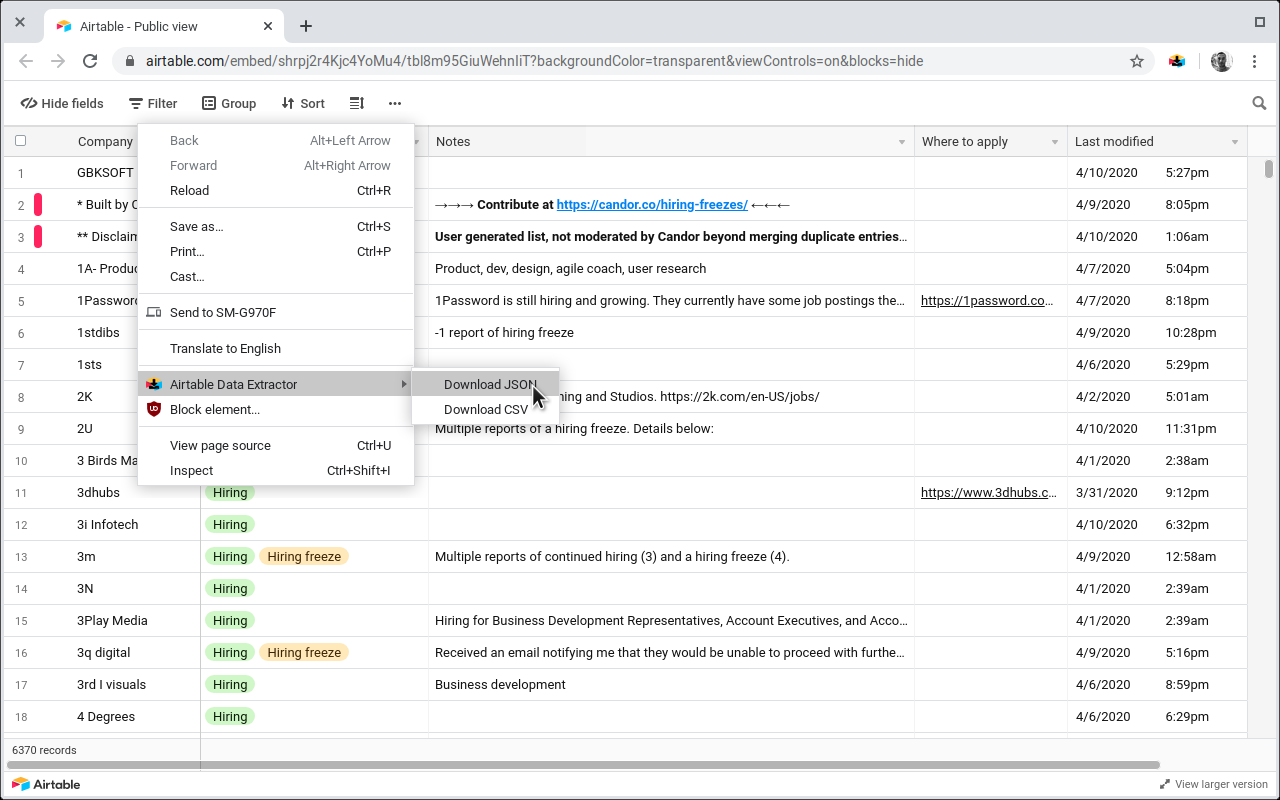 Airtable - Public view
airtable.com/embed/shrpj2r4Kjc4YoMu4/tbl8m95GiuWehnIiT?backgroundColor=transparent&viewControls=on&blocks=hide
Hide fields Filter Group Sort
Company Notes Where to apply Last modified
1 GBKSOFT 4/10/2020 5:27pm
2 * Built by C →→→ Contribute at https://candor.co/hiring-freezes/ ←←← 4/9/2020 8:05pm
3 ** Disclaim User generated list, not moderated by Candor beyond merging duplicate entries… 4/10/2020 1:06am
4 1A- Produc Product, dev, design, agile coach, user research 4/7/2020 5:04pm
5 1Password 1Password is still hiring and growing. They currently have some job postings the… https://1password.co… 4/7/2020 8:18pm
6 1stdibs -1 report of hiring freeze 4/9/2020 10:28pm
7 1sts 4/6/2020 5:29pm
8 2K ing and Studios. https://2k.com/en-US/jobs/ 4/2/2020 5:01am
9 2U Multiple reports of a hiring freeze. Details below: 4/10/2020 11:31pm
10 3 Birds Ma 4/1/2020 2:38am
11 3dhubs Hiring https://www.3dhubs.c… 3/31/2020 9:12pm
12 3i Infotech Hiring 4/10/2020 6:32pm
13 3m Hiring Hiring freeze Multiple reports of continued hiring (3) and a hiring freeze (4). 4/9/2020 12:58am
14 3N Hiring 4/1/2020 2:39am
15 3Play Media Hiring Hiring for Business Development Representatives, Account Executives, and Acco… 4/1/2020 2:39am
16 3q digital Hiring Hiring freeze Received an email notifying me that they would be unable to proceed with furthe… 4/9/2020 5:16pm
17 3rd I visuals Hiring Business development 4/6/2020 8:59pm
18 4 Degrees Hiring 4/6/2020 6:29pm
Back Alt+Left Arrow
Forward Alt+Right Arrow
Reload Ctrl+R
Save as… Ctrl+S
Print… Ctrl+P
Cast…
Send to SM-G970F
Translate to English
Airtable Data Extractor
Block element…
View page source Ctrl+U
Inspect Ctrl+Shift+I
Download JSON
Download CSV
6370 records
Airtable View larger version